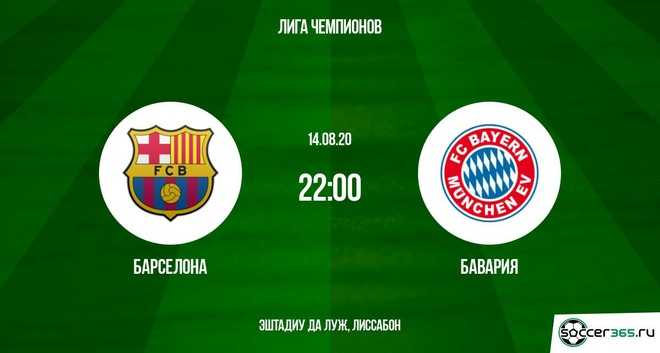 ЛИГА ЧЕМПИОНОВ
FCB
14.08.20
22:00
FC BAYERN
MÜNCHEN EV
БАРСЕЛОНА
БАВАРИЯ
ЭШТАДИУ ДА ЛУЖ, ЛИССАБОН
soccer365.ru